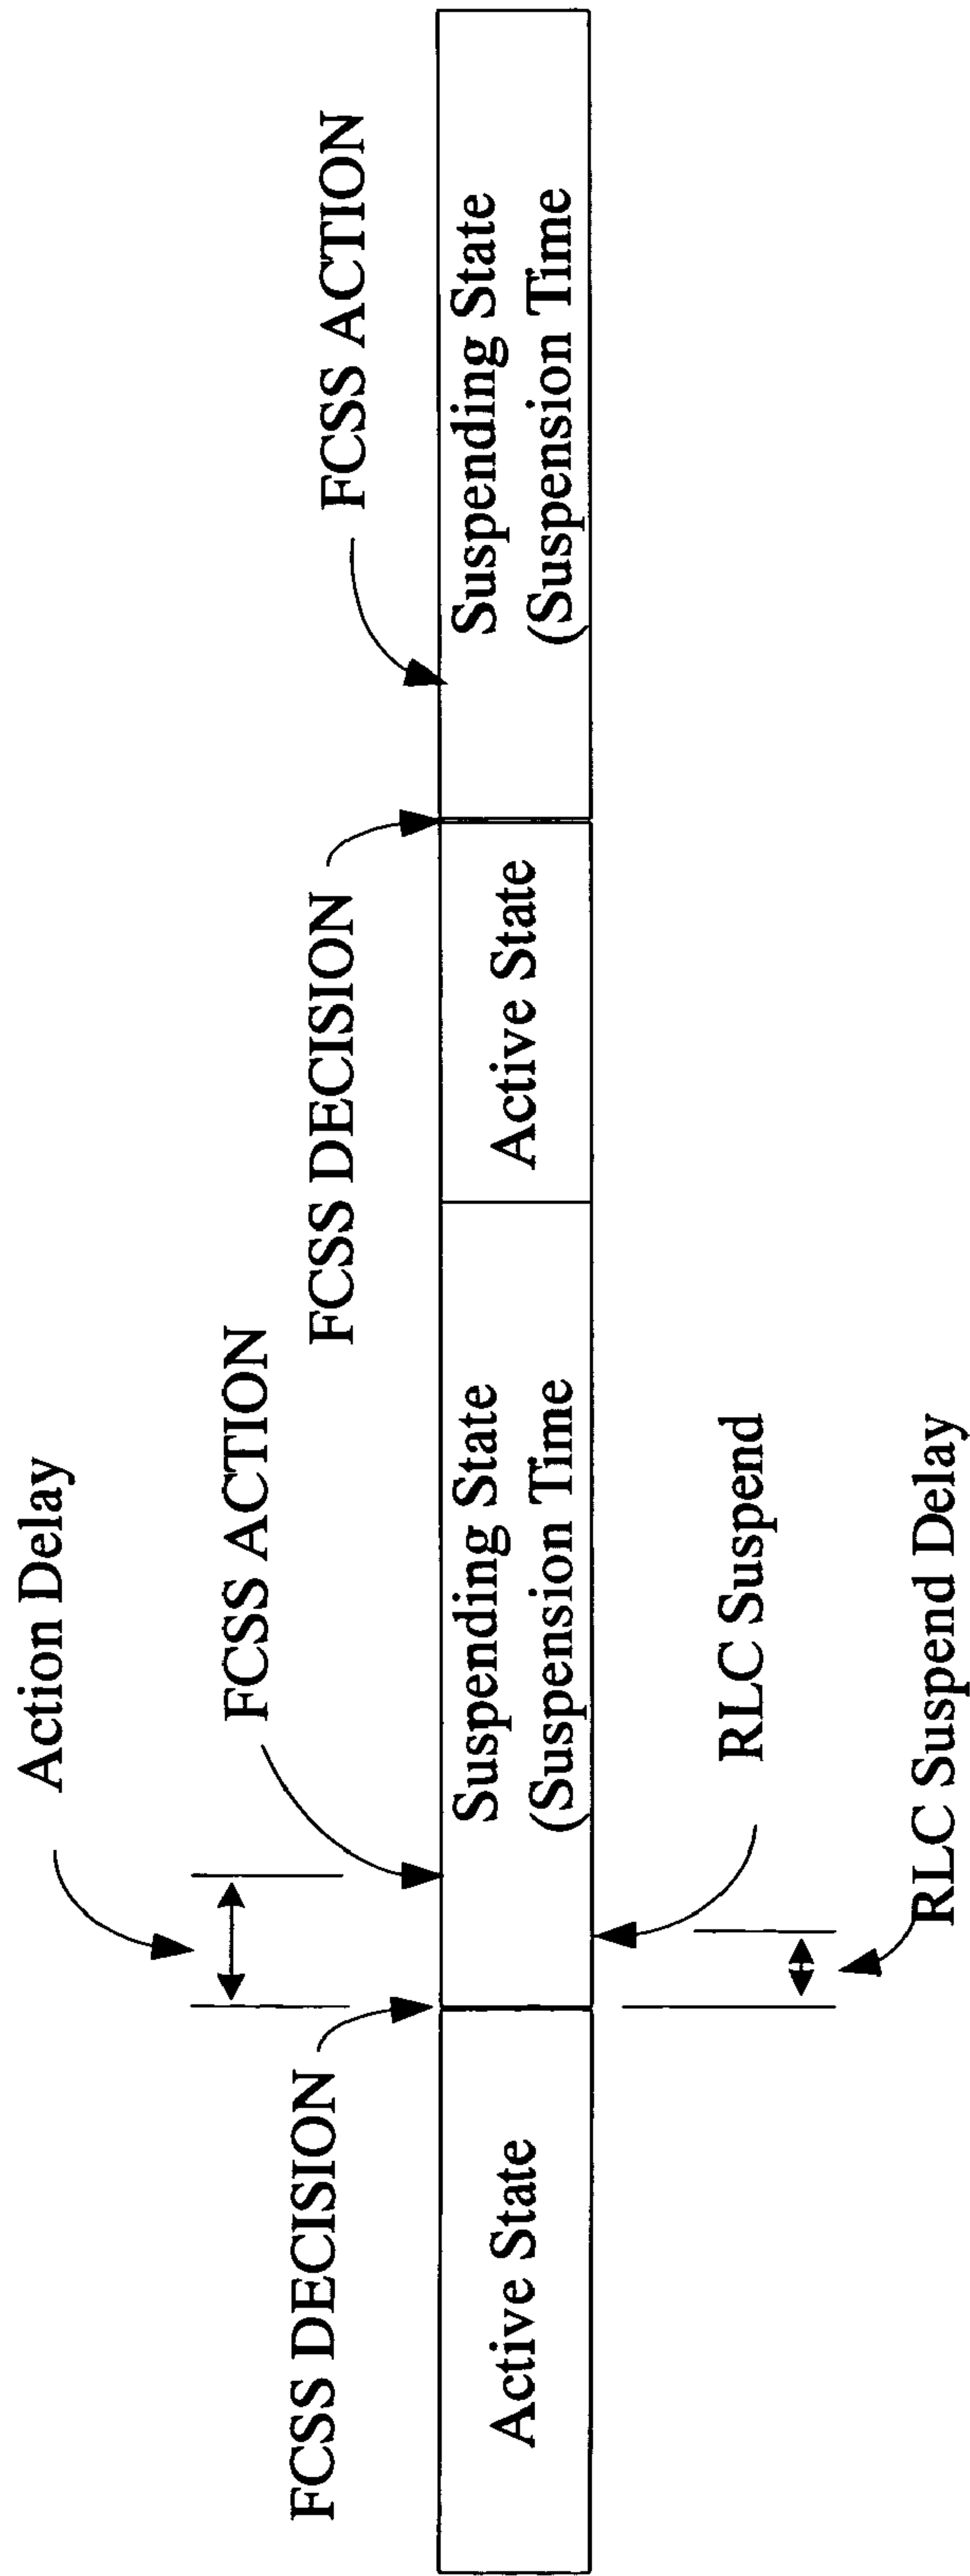 Action Delay
FCSS ACTION
FCSS DECISION
FCSS DECISION
FCSS ACTION
Active State
Suspending State
(Suspension Time
Active State
Suspending State
(Suspension Time
RLC Suspend
RLC Suspend Delay